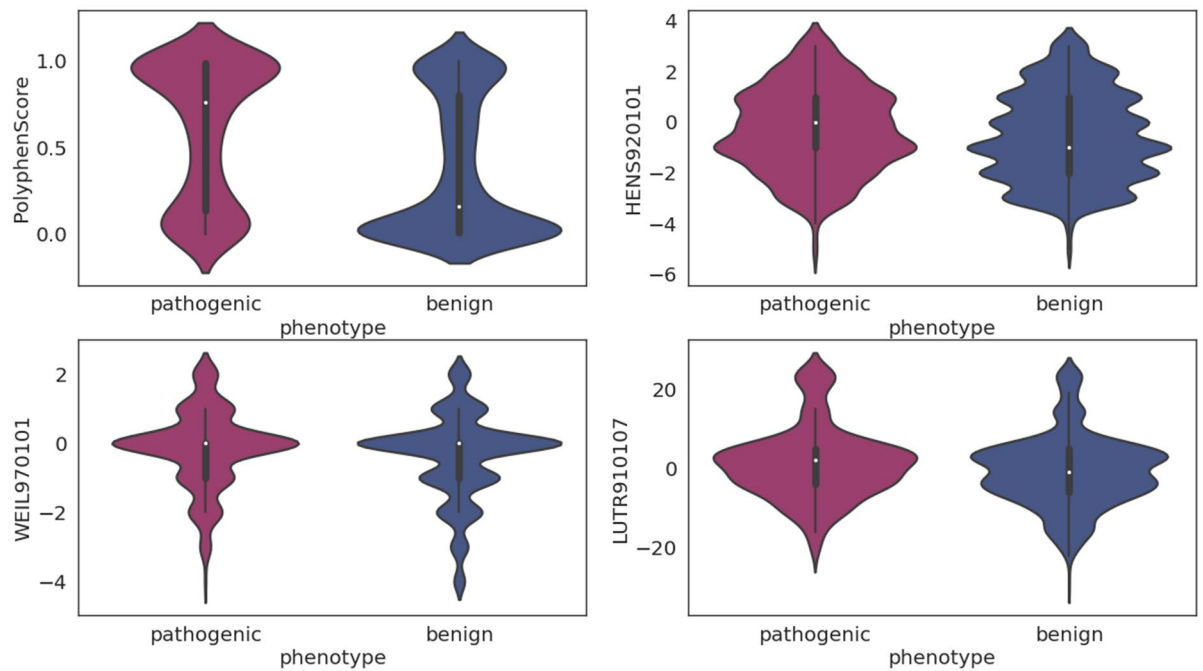 PolyphenScore
1.0
0.5
0.0
pathogenic benign
phenotype
HENS920101
4
2
0
−2
−4
−6
pathogenic benign
phenotype
WEIL970101
2
0
−2
−4
pathogenic benign
phenotype
LUTR910107
20
0
−20
pathogenic benign
phenotype